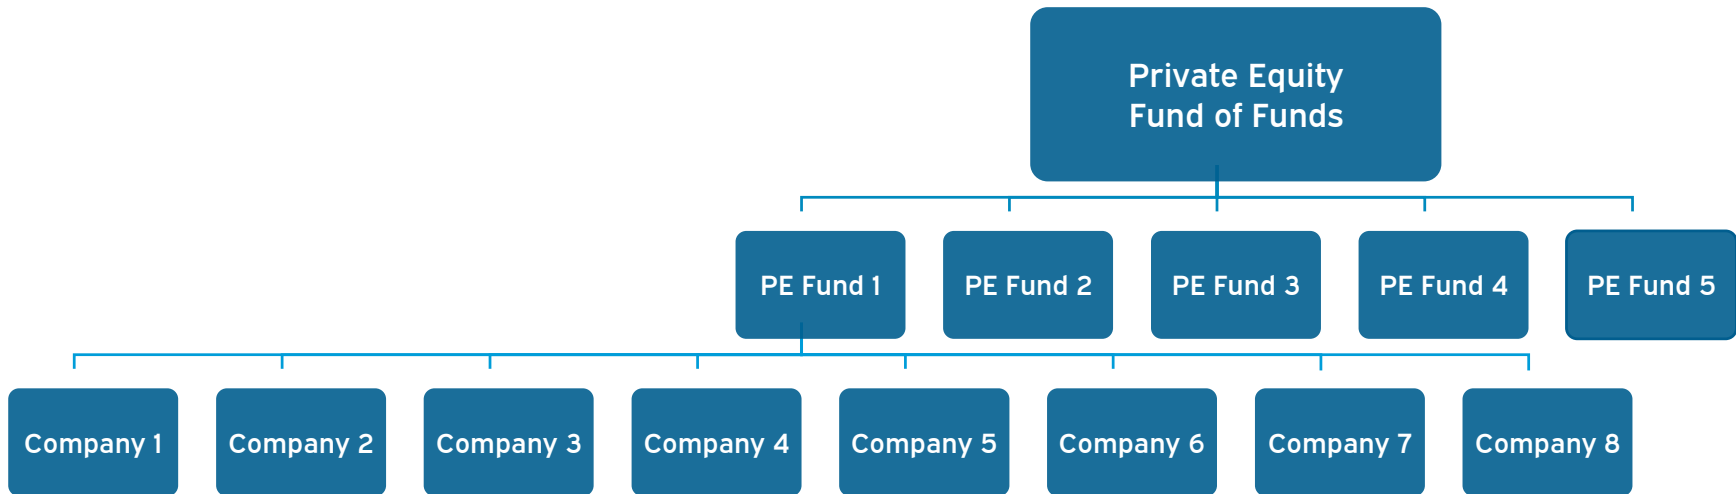 Private Equity
Fund of Funds
PE Fund 1
PE Fund 2
PE Fund 3
PE Fund 4
PE Fund 5
Company 1
Company 2
Company 3
Company 4
Company 5
Company 6
Company 7
Company 8